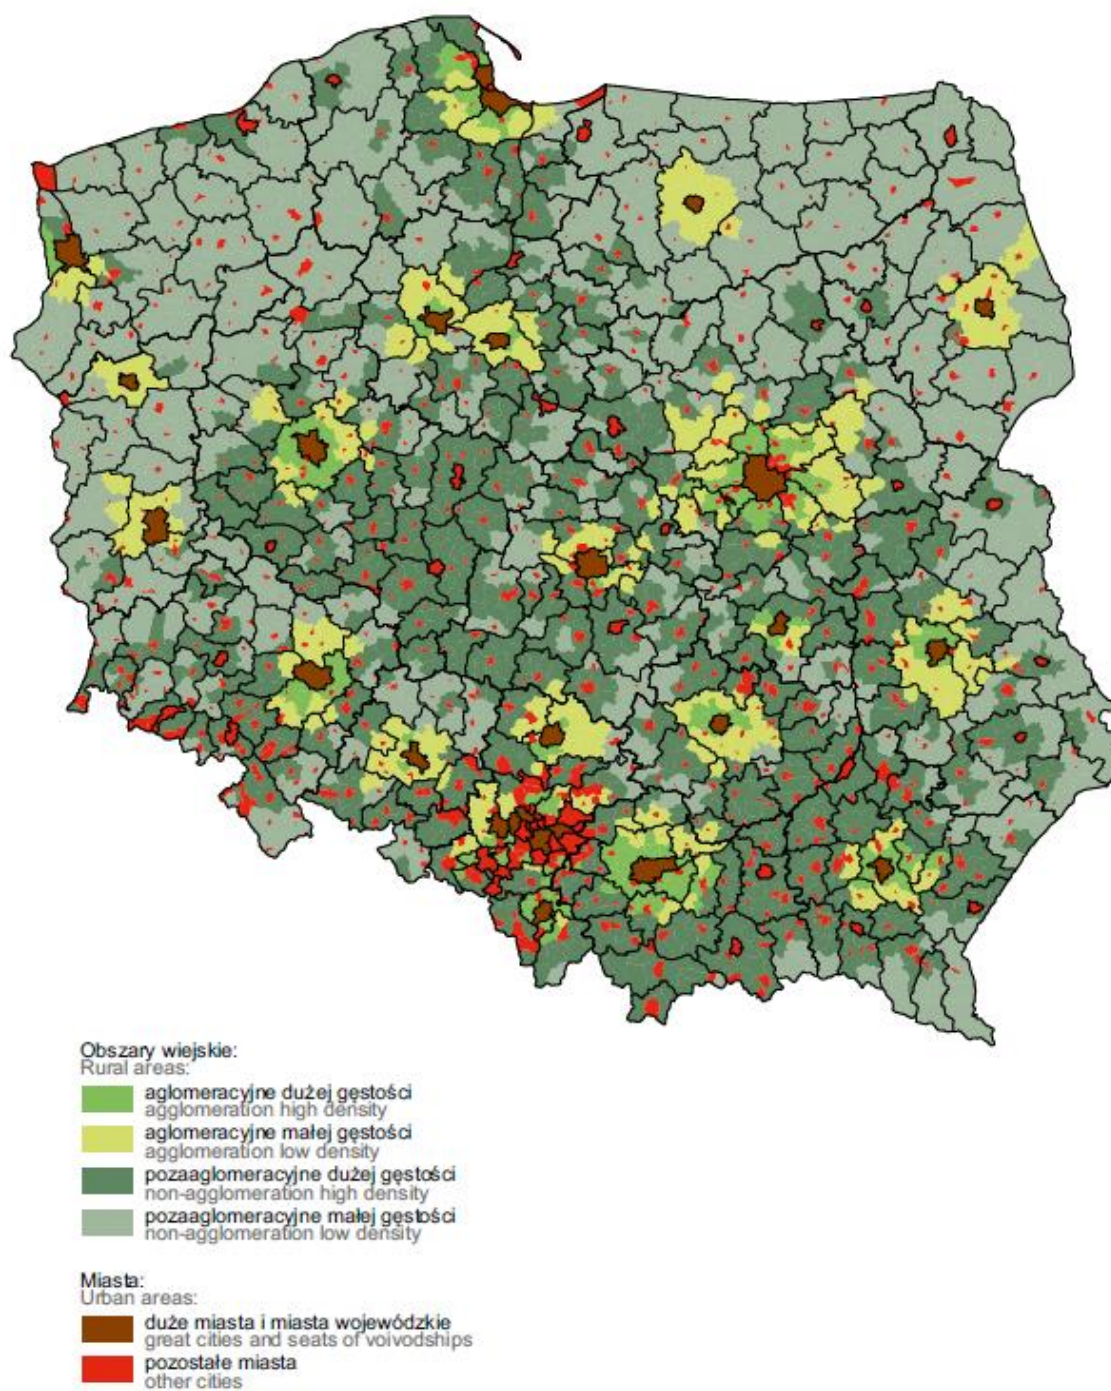 Obszary wiejskie:
Rural areas:
aglomeracyjne dużej gęstości
agglomeration high density
aglomeracyjne małej gęstości
agglomeration low density
pozaaglomeracyjne dużej gęstości
non-agglomeration high density
pozaaglomeracyjne małej gęstości
non-agglomeration low density
Miasta:
Urban areas:
duże miasta i miasta wojewódzkie
great cities and seats of voivodships
pozostałe miasta
other cities